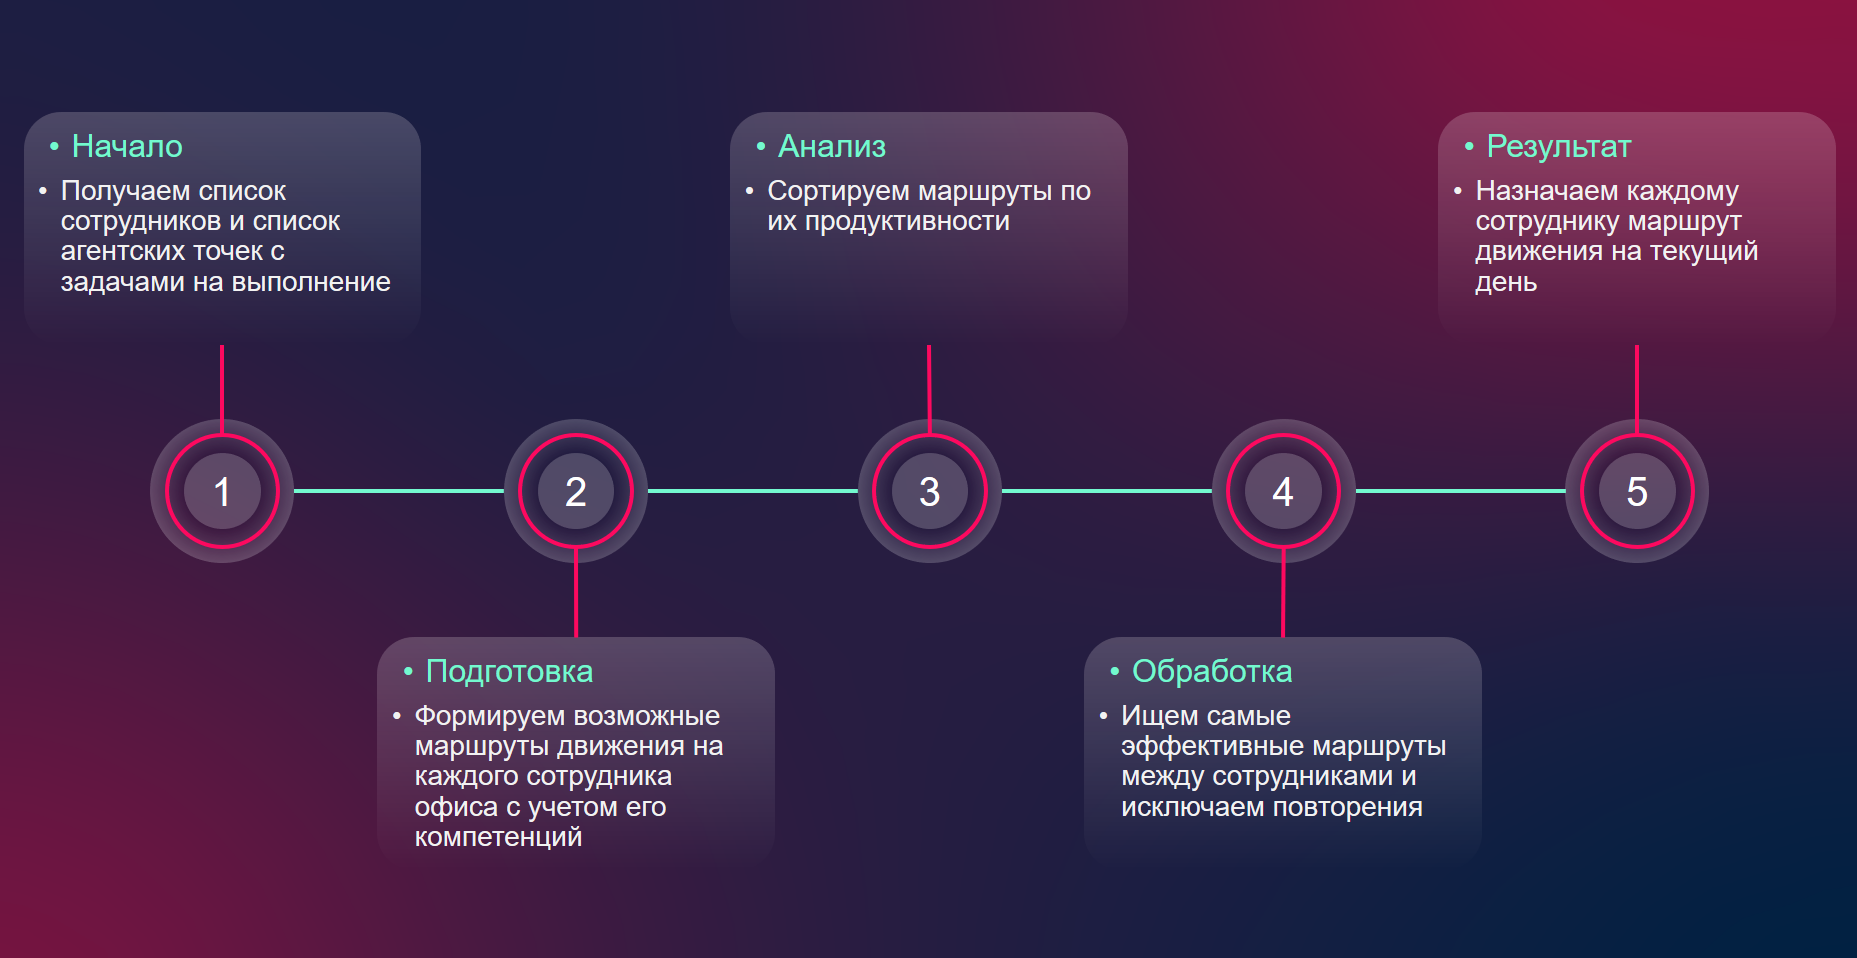 • Начало
• Получаем список
сотрудников и список
агентских точек с
задачами на выполнение
• Анализ
• Сортируем маршруты по
их продуктивности
• Результат
• Назначаем каждому
сотруднику маршрут
движения на текущий
день
1
2
3
4
5
• Подготовка
• Формируем возможные
маршруты движения на
каждого сотрудника
офиса с учетом его
компетенций
• Обработка
• Ищем самые
эффективные маршруты
между сотрудниками и
исключаем повторения